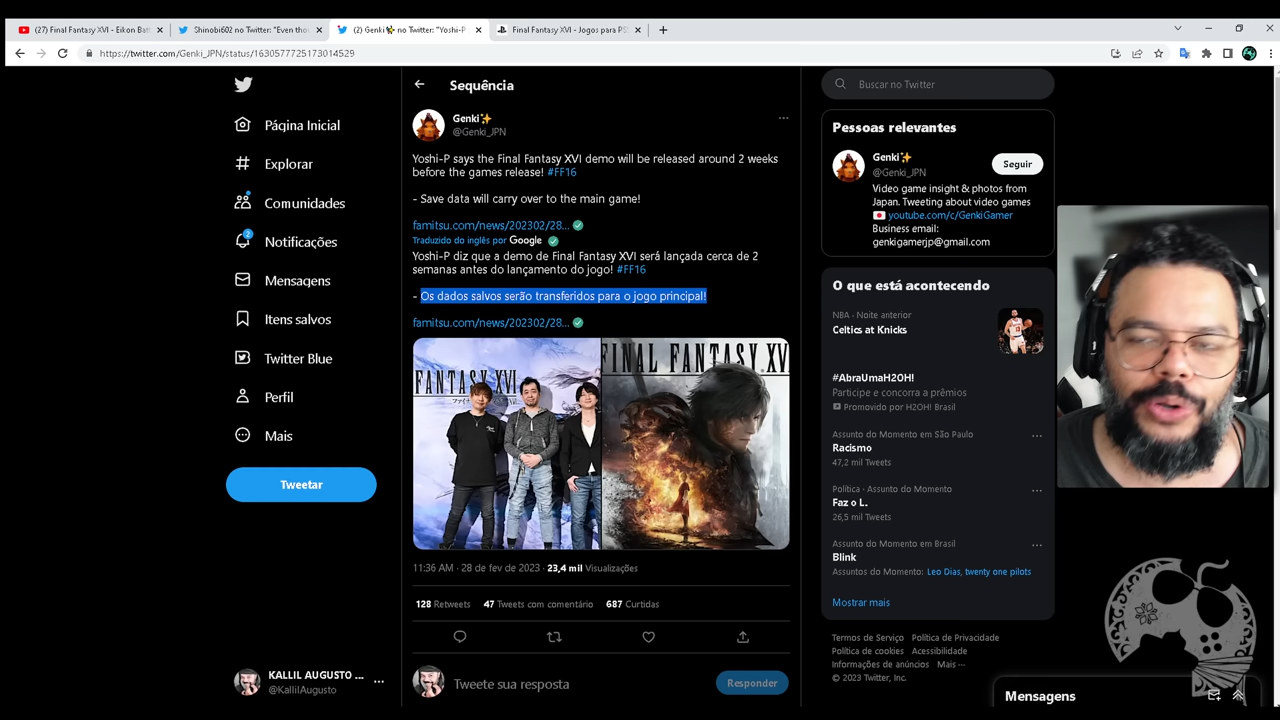 (27) Final Fantasy XVI - Eikon Bat
Shinobi602 no Twitter: "Even tho
(2) Genki✨ no Twitter: "Yoshi-P
Final Fantasy XVI - Jogos para PS
https://twitter.com/Genki_JPN/status/1630577725173014529
Sequência
Buscar no Twitter
Página Inicial
Explorar
Comunidades
Notificações
2
Mensagens
Itens salvos
Twitter Blue
Perfil
Mais
Tweetar
KALLIL AUGUSTO ...
@KallilAugusto
Genki✨
@Genki_JPN
Yoshi-P says the Final Fantasy XVI demo will be released around 2 weeks
before the games release! #FF16
- Save data will carry over to the main game!
famitsu.com/news/202302/28...
Traduzido do inglês por Google
Yoshi-P diz que a demo de Final Fantasy XVI será lançada cerca de 2
semanas antes do lançamento do jogo! #FF16
- Os dados salvos serão transferidos para o jogo principal!
famitsu.com/news/202302/28...
FANTASY XVI
FINAL FANTASY XVI
11:36 AM · 28 de fev de 2023 · 23,4 mil Visualizações
128 Retweets 47 Tweets com comentário 687 Curtidas
Tweete sua resposta
Responder
Pessoas relevantes
Genki✨
@Genki_JPN
Seguir
Video game insight & photos from
Japan. Tweeting about video games
youtube.com/c/GenkiGamer
Business email:
genkigamerjp@gmail.com
O que está acontecendo
NBA · Noite anterior
Celtics at Knicks
#AbraUmaH2OH!
Participe e concorra a prêmios
Promovido por H2OH! Brasil
Assunto do Momento em São Paulo
Racismo
47,2 mil Tweets
Política · Assunto do Momento
Faz o L.
26,5 mil Tweets
Assunto do Momento em Brasil
Blink
Assuntos do Momento: Leo Dias, twenty one pilots
Mostrar mais
Termos de Serviço Política de Privacidade
Política de cookies Acessibilidade
Informações de anúncios Mais ···
© 2023 Twitter, Inc.
Mensagens